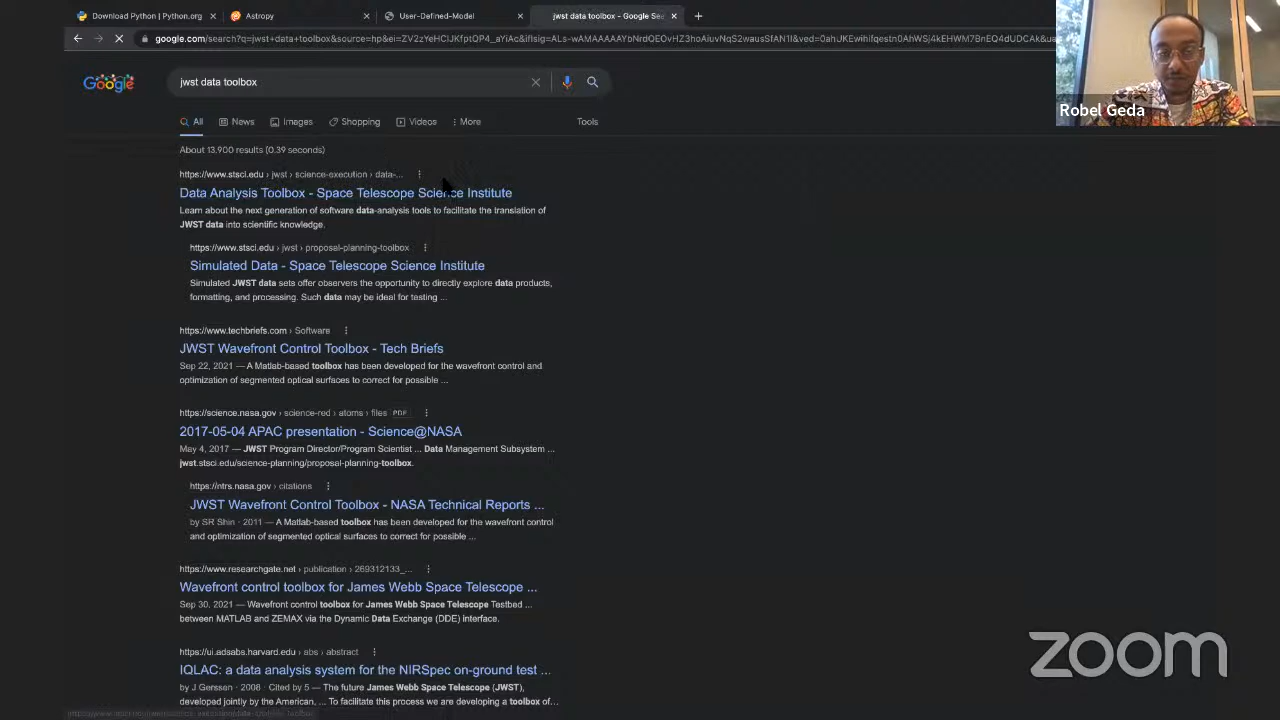 Download Python | Python.org
Astropy
User-Defined-Model
jwst data toolbox - Google Sea
Robel Geda
Google
jwst data toolbox
All
News
Images
Shopping
Videos
More
Tools
About 13,900 results (0.39 seconds)
https://www.stsci.edu › jwst › science-execution › data-...
Data Analysis Toolbox - Space Telescope Science Institute
Learn about the next generation of software data-analysis tools to facilitate the translation of
JWST data into scientific knowledge.
https://www.stsci.edu › jwst › proposal-planning-toolbox
Simulated Data - Space Telescope Science Institute
Simulated JWST data sets offer observers the opportunity to directly explore data products,
formatting, and processing. Such data may be ideal for testing ...
https://www.techbriefs.com › Software
JWST Wavefront Control Toolbox - Tech Briefs
Sep 22, 2021 — A Matlab-based toolbox has been developed for the wavefront control and
optimization of segmented optical surfaces to correct for possible ...
https://science.nasa.gov › science-red › atoms › files PDF
2017-05-04 APAC presentation - Science@NASA
May 4, 2017 — JWST Program Director/Program Scientist ... Data Management Subsystem ...
jwst.stsci.edu/science-planning/proposal-planning-toolbox.
https://ntrs.nasa.gov › citations
JWST Wavefront Control Toolbox - NASA Technical Reports ...
by SR Shin · 2011 — A Matlab-based toolbox has been developed for the wavefront control
and optimization of segmented optical surfaces to correct for possible ...
https://www.researchgate.net › publication › 269312133_...
Wavefront control toolbox for James Webb Space Telescope ...
Sep 30, 2021 — Wavefront control toolbox for James Webb Space Telescope Testbed ...
between MATLAB and ZEMAX via the Dynamic Data Exchange (DDE) interface.
https://ui.adsabs.harvard.edu › abs › abstract
IQLAC: a data analysis system for the NIRSpec on-ground test ...
by J Gerssen · 2008 · Cited by 5 — The future James Webb Space Telescope (JWST),
developed jointly by the American, ... To facilitate this process we are developing a toolbox of...
zoom